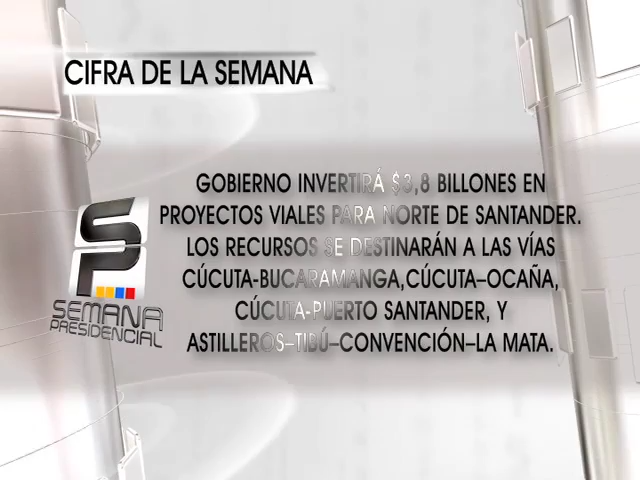 CIFRA DE LA SEMANA
GOBIERNO INVERTIRÁ $3,8 BILLONES EN
PROYECTOS VIALES PARA NORTE DE SANTANDER.
LOS RECURSOS SE DESTINARÁN A LAS VÍAS
CÚCUTA-BUCARAMANGA,CÚCUTA–OCAÑA,
CÚCUTA-PUERTO SANTANDER, Y
ASTILLEROS–TIBÚ–CONVENCIÓN–LA MATA.
SP
SEMANA
PRESIDENCIAL